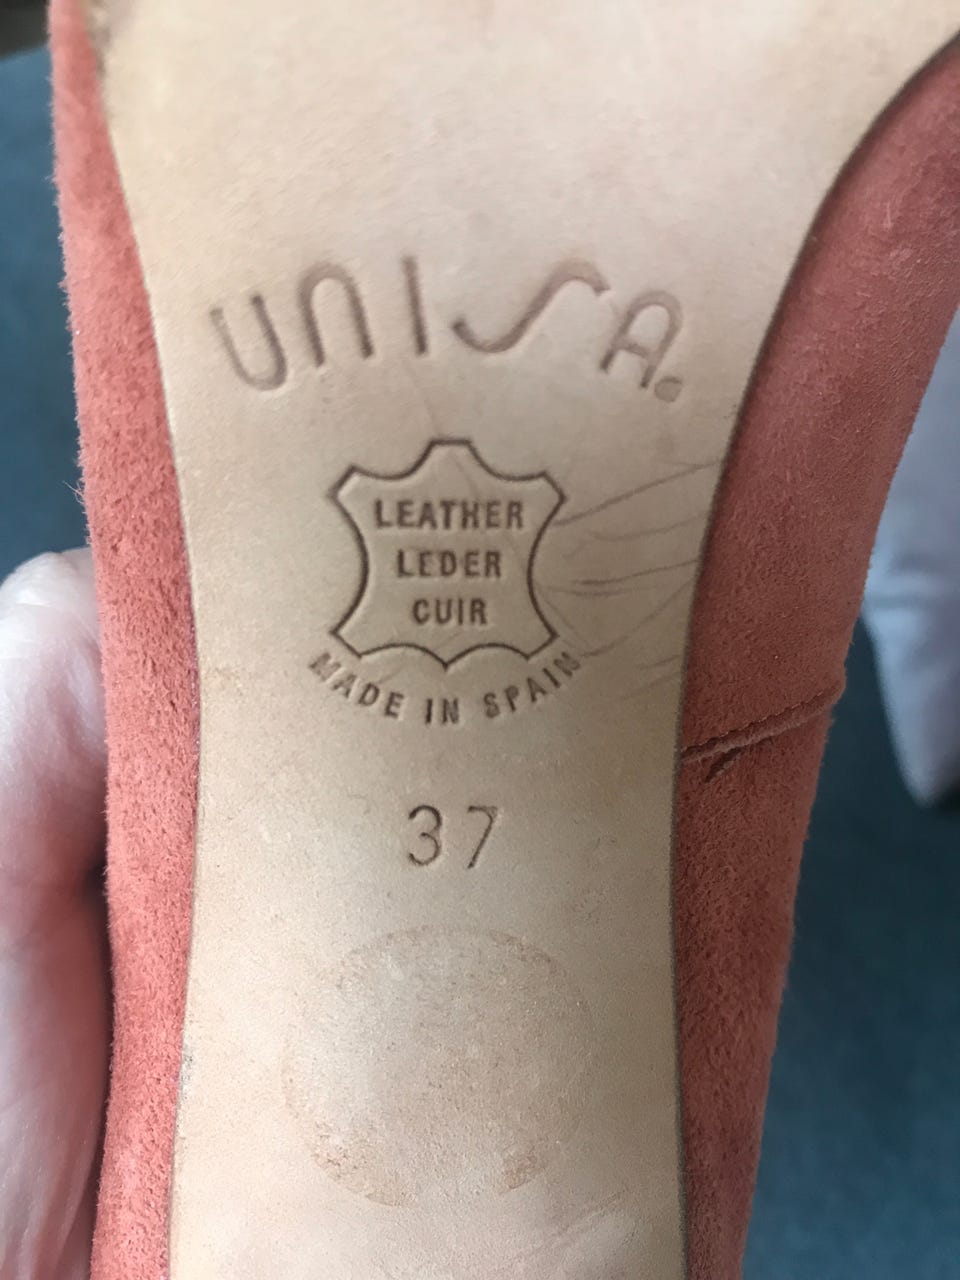 UNISA.
LEATHER
LEDER
CUIR
MADE IN SPAIN
37